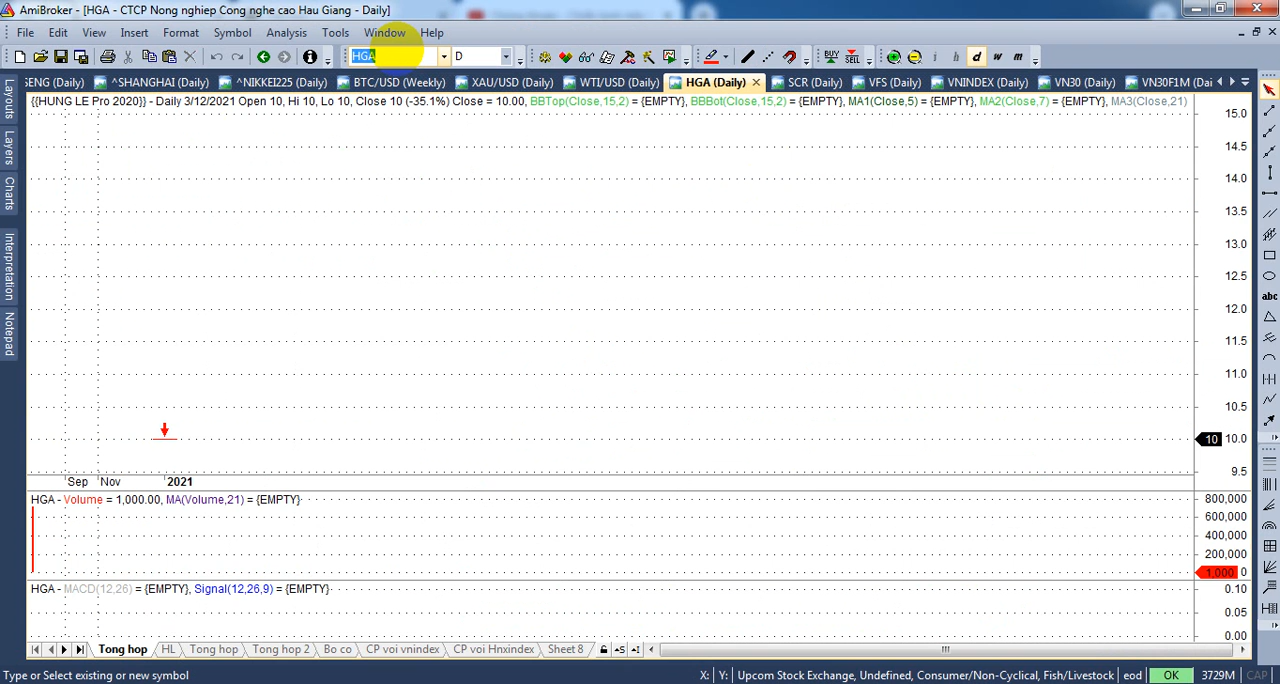 AmiBroker - [HGA - CTCP Nong nghiep Cong nghe cao Hau Giang - Daily]
File Edit View Insert Format Symbol Analysis Tools Window Help
HGA D BUY SELL i h d w m
SENG (Daily) ^SHANGHAI (Daily) ^NIKKEI225 (Daily) BTC/USD (Weekly) XAU/USD (Daily) WTI/USD (Daily) HGA (Daily) SCR (Daily) VFS (Daily) VNINDEX (Daily) VN30 (Daily) VN30F1M (Dai
{{HUNG LE Pro 2020}} - Daily 3/12/2021 Open 10, Hi 10, Lo 10, Close 10 (-35.1%) Close = 10.00, BBTop(Close,15,2) = {EMPTY}, BBBot(Close,15,2) = {EMPTY}, MA1(Close,5) = {EMPTY}, MA2(Close,7) = {EMPTY}, MA3(Close,21)
Layouts
Layers
Charts
Interpretation
Notepad
abc
15.0
14.5
14.0
13.5
13.0
12.5
12.0
11.5
11.0
10.5
10 10.0
9.5
Sep Nov 2021
HGA - Volume = 1,000.00, MA(Volume,21) = {EMPTY}
800,000
600,000
400,000
200,000
1,000 0
HGA - MACD(12,26) = {EMPTY}, Signal(12,26,9) = {EMPTY}
0.10
0.05
0.00
Tong hop HL Tong hop Tong hop 2 Bo co CP voi vnindex CP voi Hnxindex Sheet 8
Type or Select existing or new symbol X: Y: Upcom Stock Exchange, Undefined, Consumer/Non-Cyclical, Fish/Livestock eod OK 3729M CAP